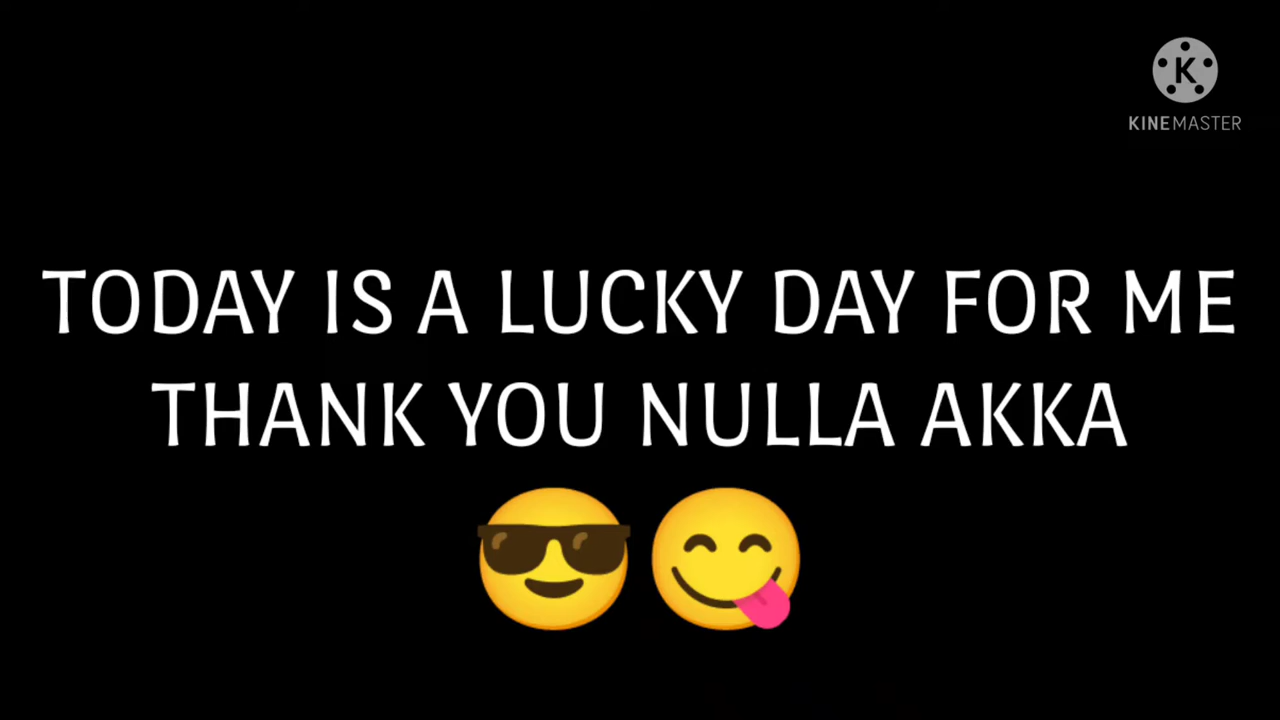 K
KINEMASTER
TODAY IS A LUCKY DAY FOR ME
THANK YOU NULLA AKKA
😎😋